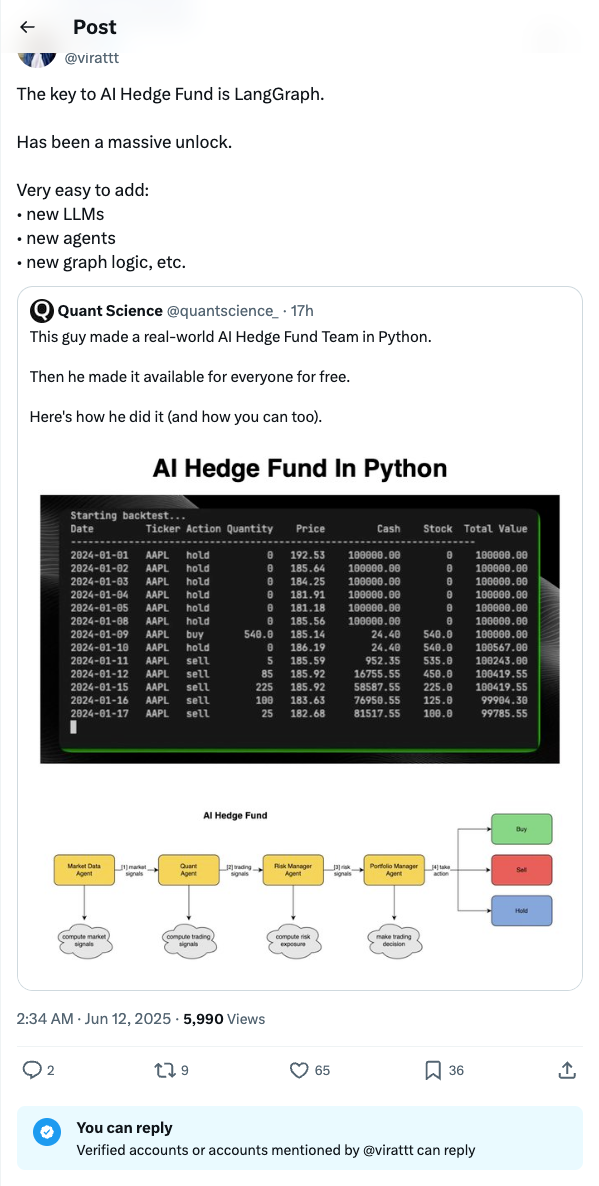 Post
@virattt
The key to AI Hedge Fund is LangGraph.
Has been a massive unlock.
Very easy to add:
• new LLMs
• new agents
• new graph logic, etc.
Quant Science @quantscience_ · 17h
This guy made a real-world AI Hedge Fund Team in Python.
Then he made it available for everyone for free.
Here's how he did it (and how you can too).
AI Hedge Fund In Python
Starting backtest...
Date Ticker Action Quantity Price Cash Stock Total Value
--------------------------------------------------------------------------------
2024-01-01 AAPL hold 0 192.53 100000.00 0 100000.00
2024-01-02 AAPL hold 0 185.64 100000.00 0 100000.00
2024-01-03 AAPL hold 0 184.25 100000.00 0 100000.00
2024-01-04 AAPL hold 0 181.91 100000.00 0 100000.00
2024-01-05 AAPL hold 0 181.18 100000.00 0 100000.00
2024-01-08 AAPL hold 0 185.56 100000.00 0 100000.00
2024-01-09 AAPL buy 540.0 185.14 24.40 540.0 100000.00
2024-01-10 AAPL hold 0 186.19 24.40 540.0 100567.00
2024-01-11 AAPL sell 5 185.59 952.35 535.0 100243.00
2024-01-12 AAPL sell 85 185.92 16755.55 450.0 100419.55
2024-01-15 AAPL sell 225 185.92 58587.55 225.0 100419.55
2024-01-16 AAPL sell 100 183.63 76950.55 125.0 99904.30
2024-01-17 AAPL sell 25 182.68 81517.55 100.0 99785.55
AI Hedge Fund
Market Data
Agent
[1] market
signals
Quant
Agent
[2] trading
signals
Risk Manager
Agent
[3] risk
signals
Portfolio Manager
Agent
[4] take
action
Buy
Sell
Hold
compute market
signals
compute trading
signals
compute risk
exposure
make trading
decision
2:34 AM · Jun 12, 2025 · 5,990 Views
2 9 65 36
You can reply
Verified accounts or accounts mentioned by @virattt can reply